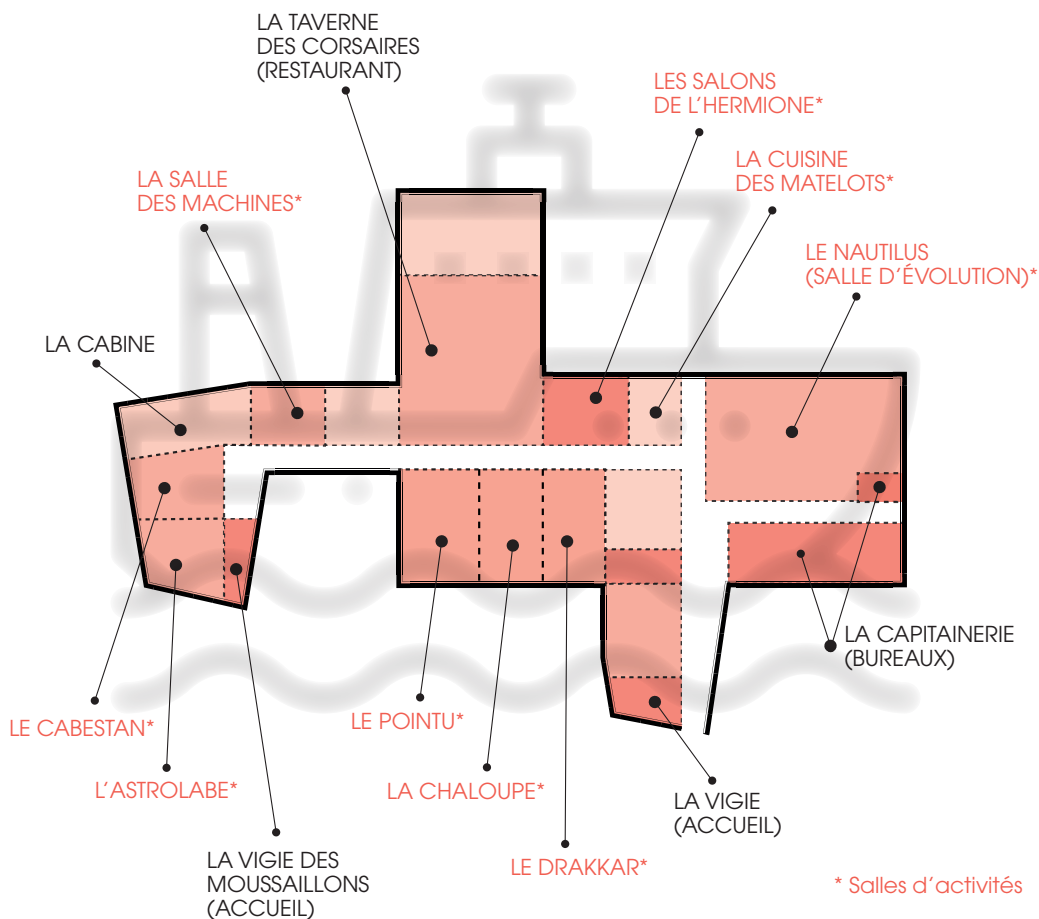 LA TAVERNE
DES CORSAIRES
(RESTAURANT)
LES SALONS
DE L'HERMIONE*
LA CUISINE
DES MATELOTS*
LA SALLE
DES MACHINES*
LE NAUTILUS
(SALLE D'ÉVOLUTION)*
LA CABINE
LA CAPITAINERIE
(BUREAUX)
LE CABESTAN*
LE POINTU*
L'ASTROLABE*
LA CHALOUPE*
LA VIGIE
(ACCUEIL)
LA VIGIE DES
MOUSSAILLONS
(ACCUEIL)
LE DRAKKAR*
* Salles d'activités